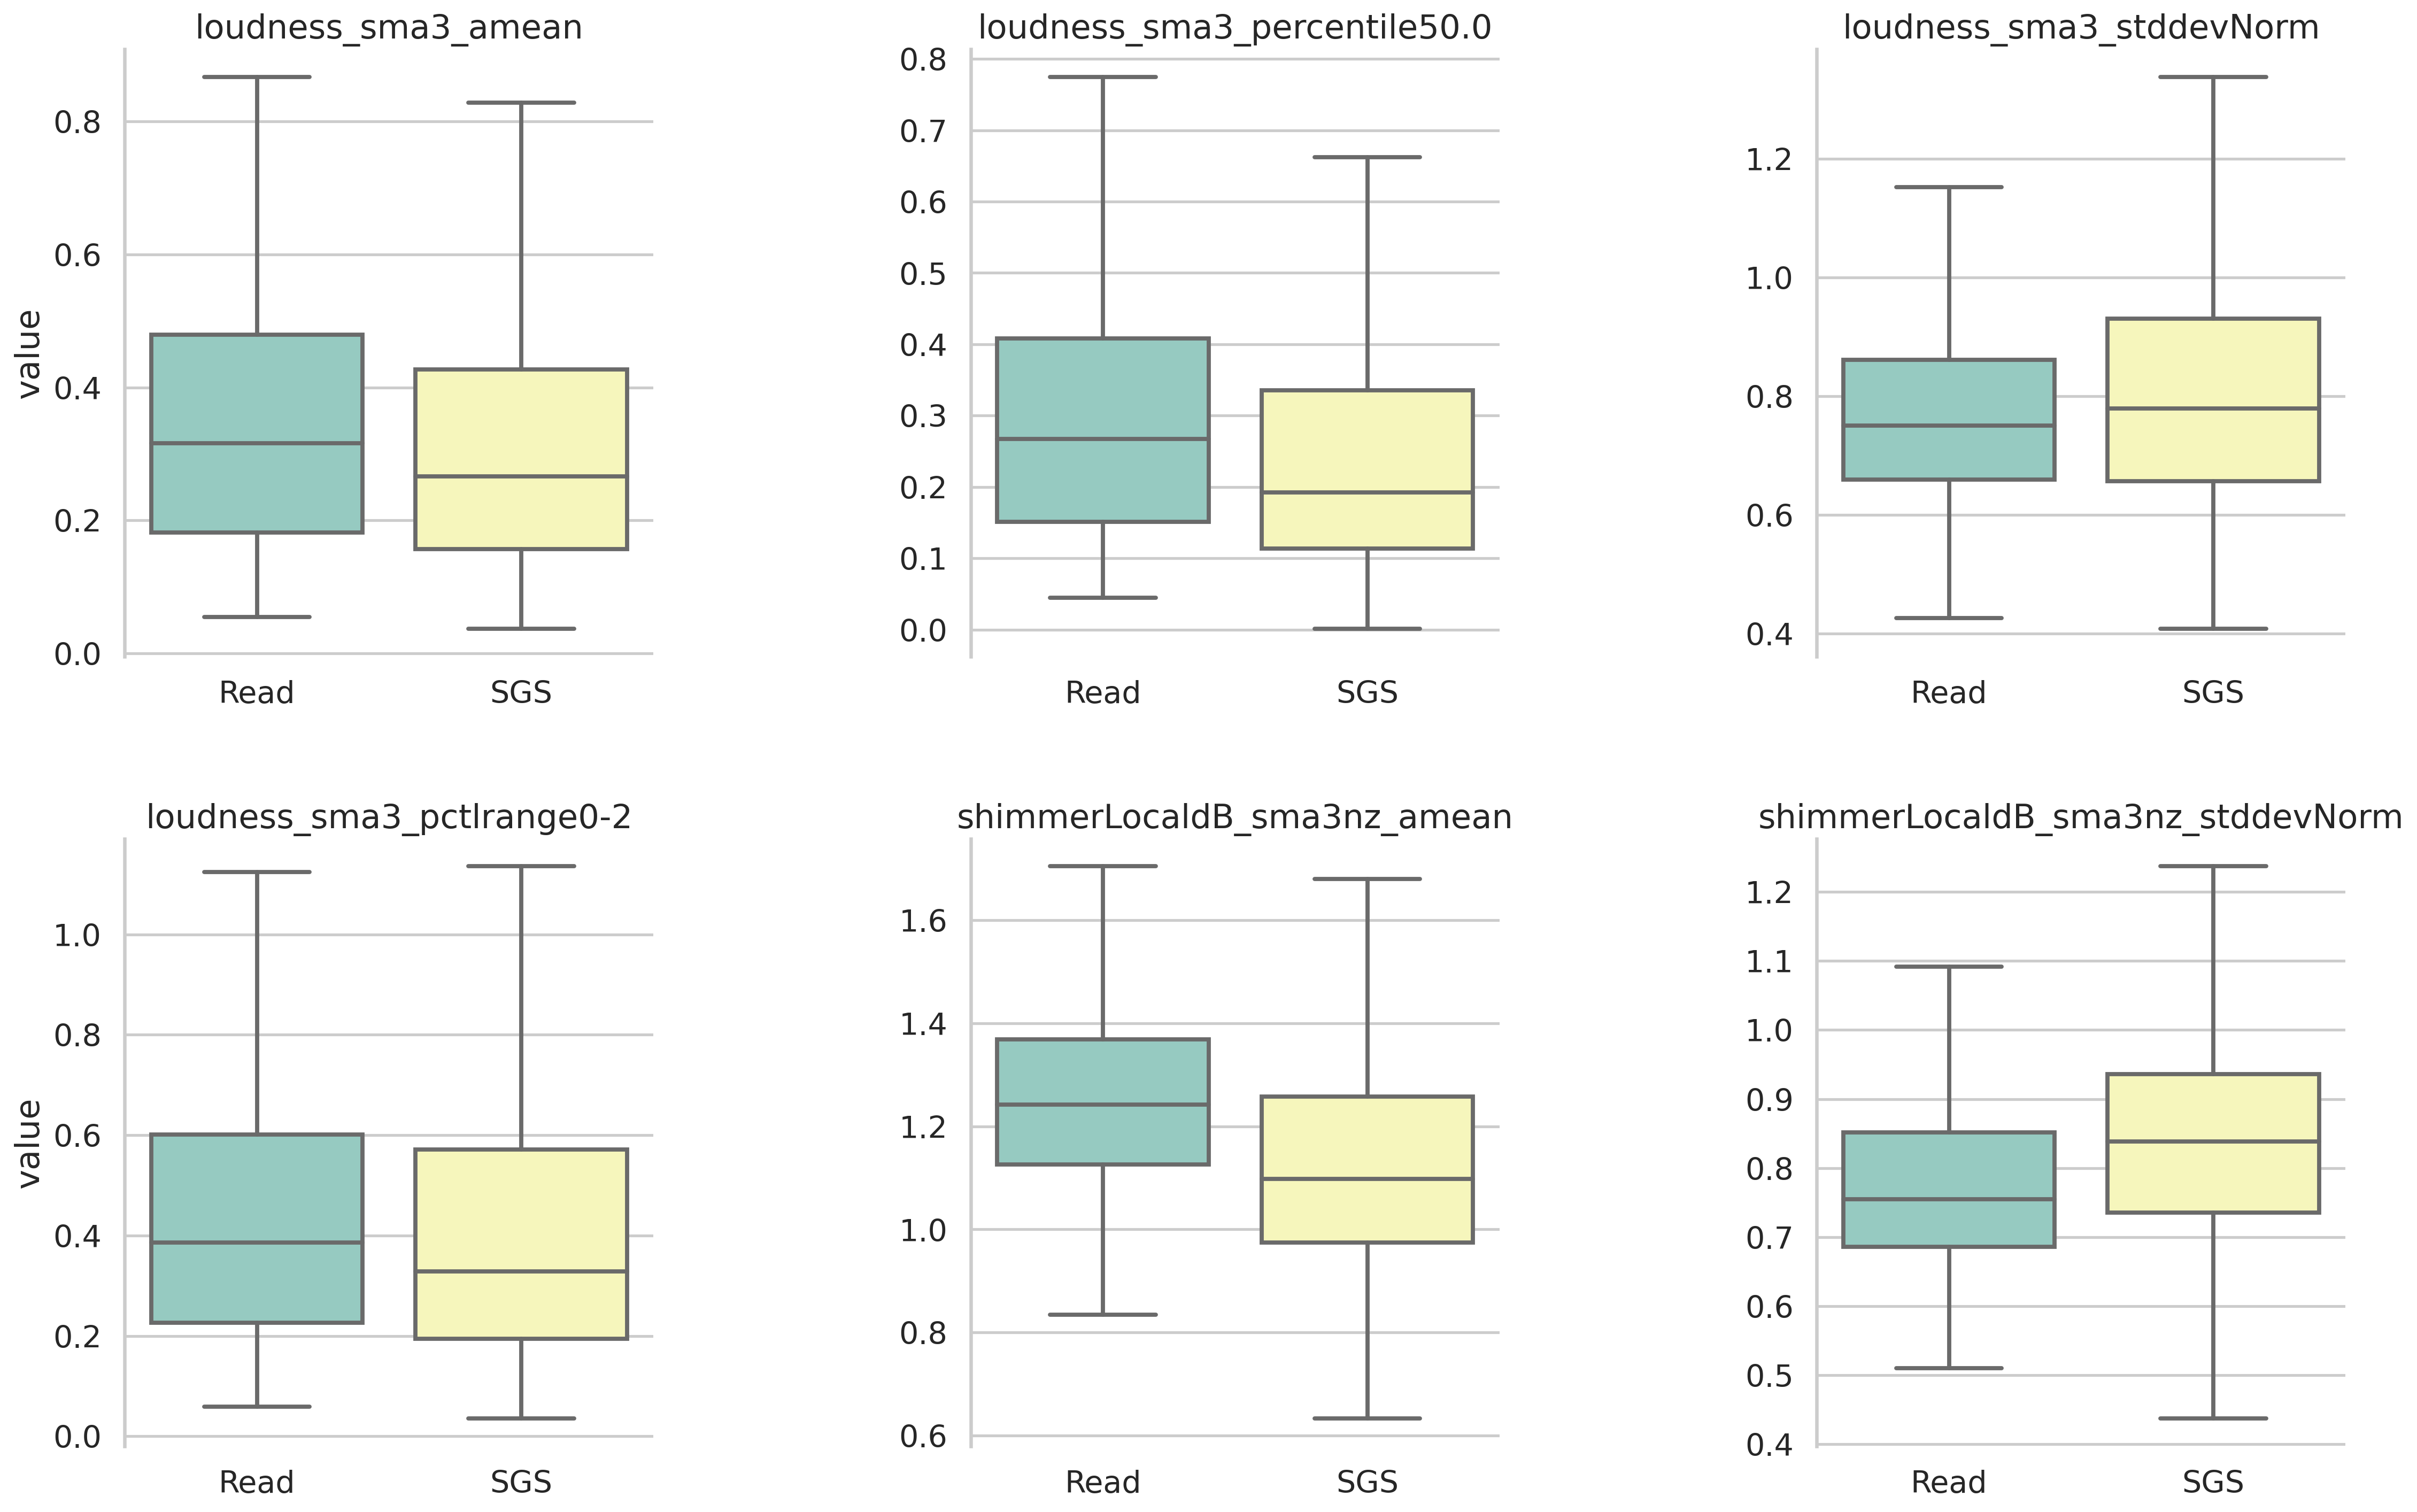 loudness_sma3_amean
value
0.8
0.6
0.4
0.2
0.0
Read SGS
loudness_sma3_percentile50.0
0.8
0.7
0.6
0.5
0.4
0.3
0.2
0.1
0.0
Read SGS
loudness_sma3_stddevNorm
1.2
1.0
0.8
0.6
0.4
Read SGS
loudness_sma3_pctlrange0-2
value
1.0
0.8
0.6
0.4
0.2
0.0
Read SGS
shimmerLocaldB_sma3nz_amean
1.6
1.4
1.2
1.0
0.8
0.6
Read SGS
shimmerLocaldB_sma3nz_stddevNorm
1.2
1.1
1.0
0.9
0.8
0.7
0.6
0.5
0.4
Read SGS